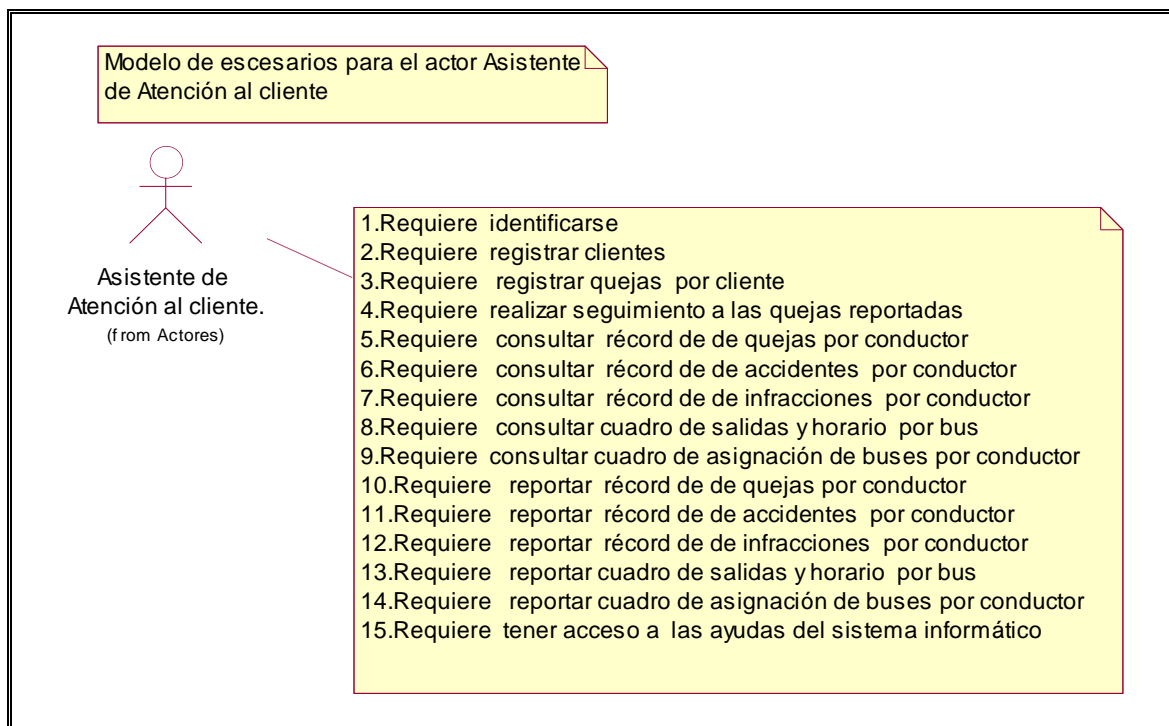 Modelo de escesarios para el actor Asistente
de Atención al cliente
Asistente de
Atención al cliente.
(from Actores)
1.Requiere identificarse
2.Requiere registrar clientes
3.Requiere registrar quejas por cliente
4.Requiere realizar seguimiento a las quejas reportadas
5.Requiere consultar récord de de quejas por conductor
6.Requiere consultar récord de de accidentes por conductor
7.Requiere consultar récord de de infracciones por conductor
8.Requiere consultar cuadro de salidas y horario por bus
9.Requiere consultar cuadro de asignación de buses por conductor
10.Requiere reportar récord de de quejas por conductor
11.Requiere reportar récord de de accidentes por conductor
12.Requiere reportar récord de de infracciones por conductor
13.Requiere reportar cuadro de salidas y horario por bus
14.Requiere reportar cuadro de asignación de buses por conductor
15.Requiere tener acceso a las ayudas del sistema informático